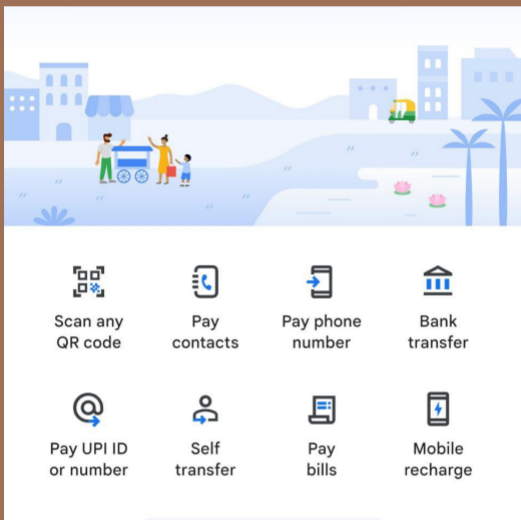 Scan any
QR code
Pay
contacts
Pay phone
number
Bank
transfer
Pay UPI ID
or number
Self
transfer
Pay
bills
Mobile
recharge